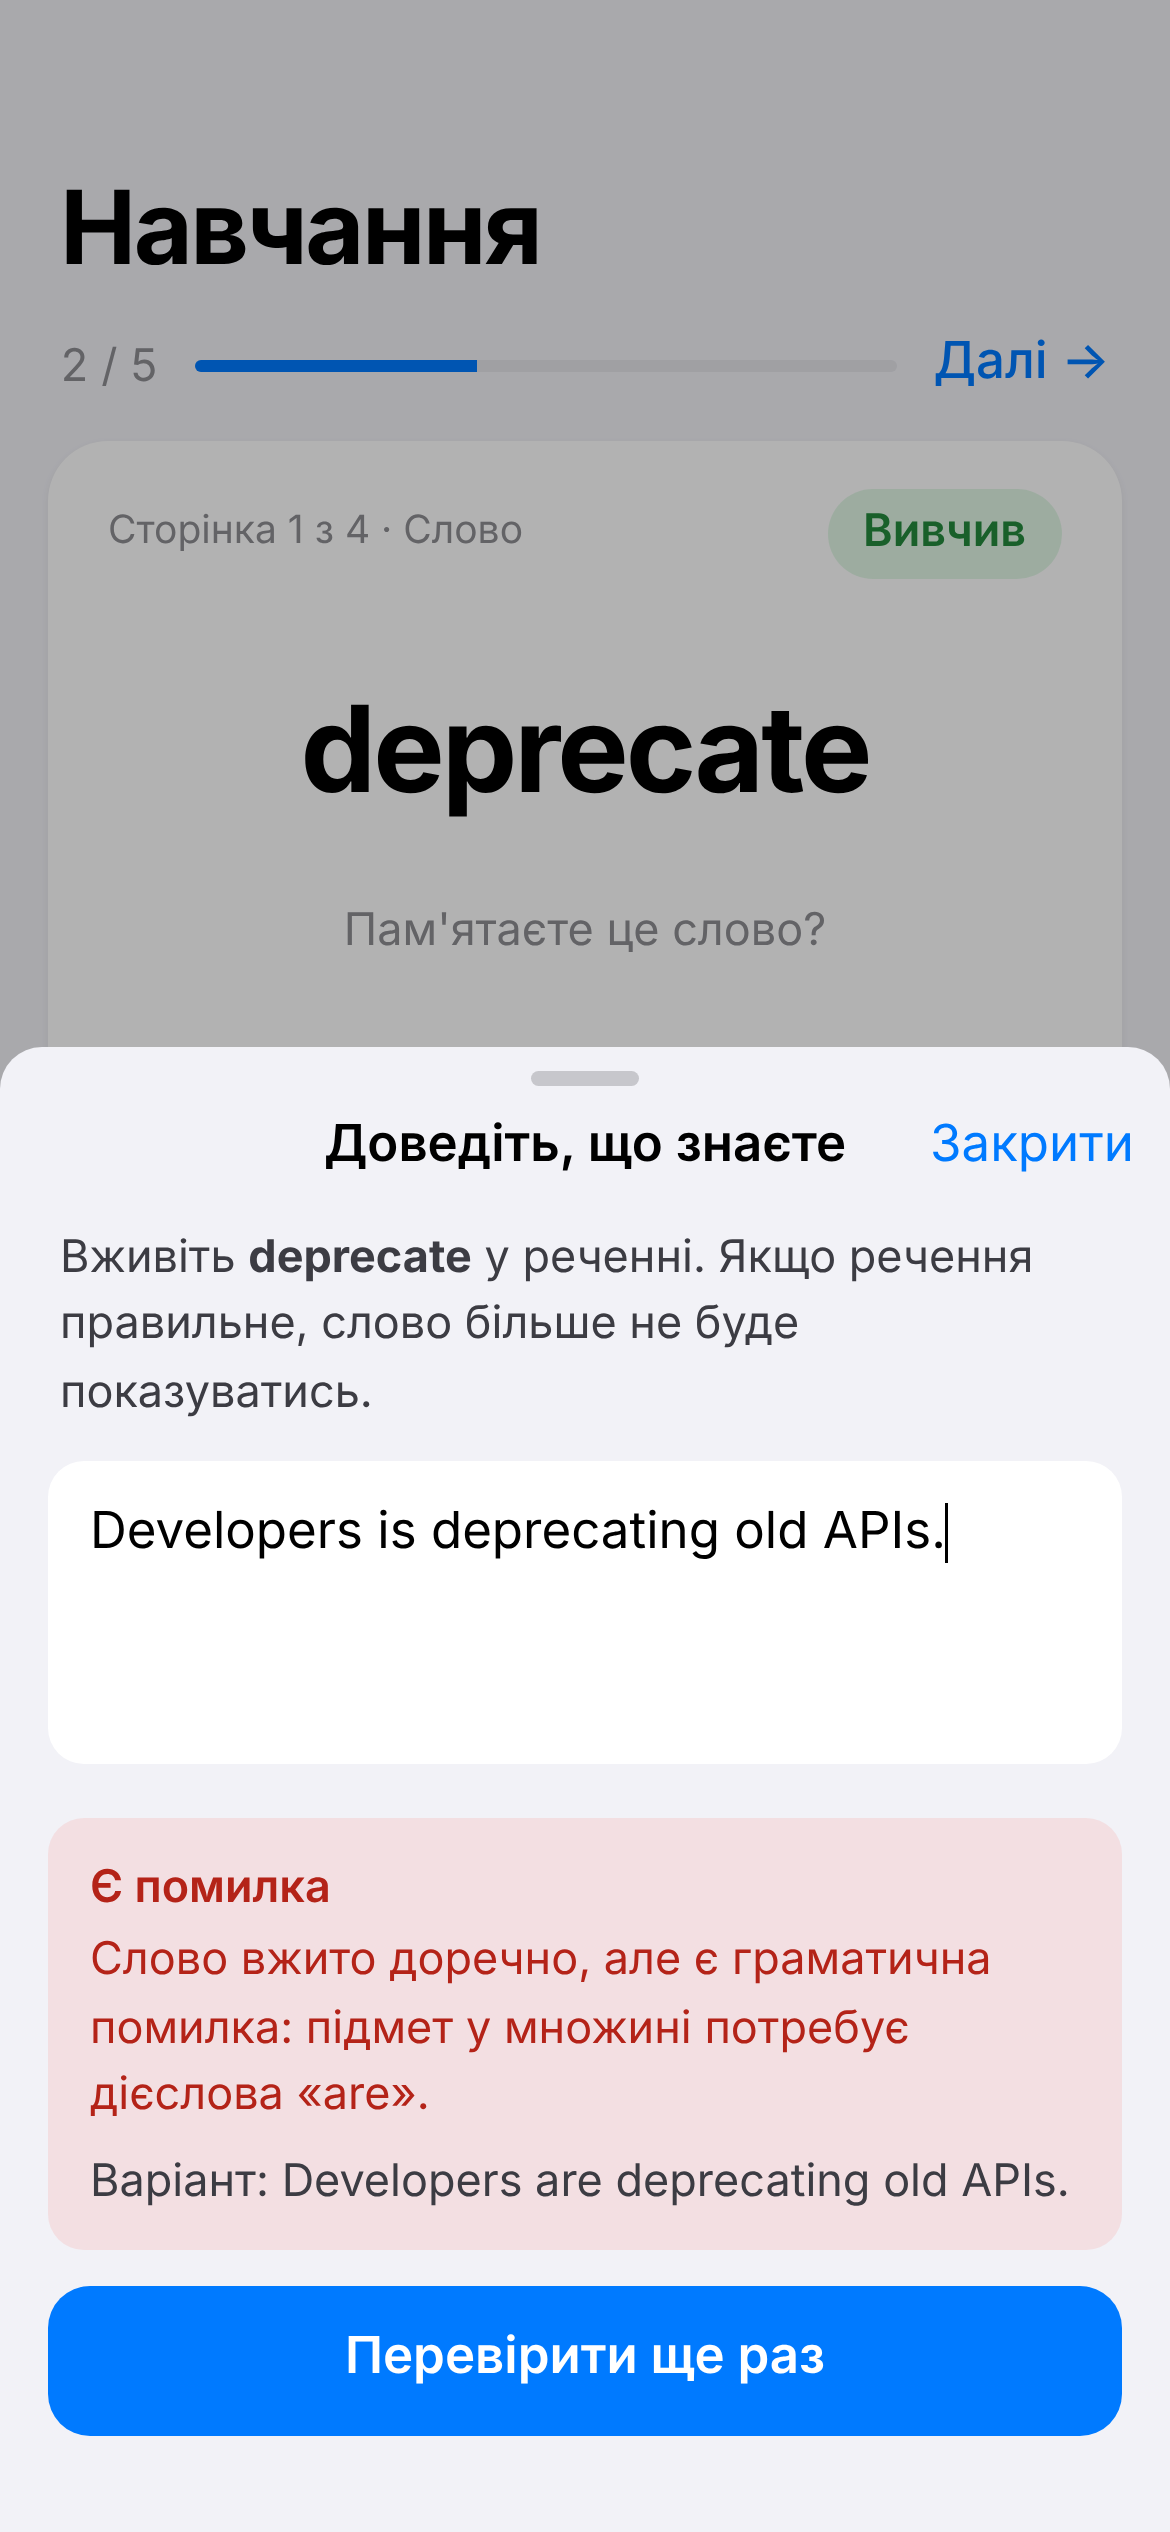 Навчання
2 / 5
Далі →
Сторінка 1 з 4 · Слово
Вивчив
deprecate
Пам'ятаєте це слово?
Доведіть, що знаєте
Закрити
Вживіть deprecate у реченні. Якщо речення
правильне, слово більше не буде
показуватись.
Developers is deprecating old APIs.
Є помилка
Слово вжито доречно, але є граматична
помилка: підмет у множині потребує
дієслова «are».
Варіант: Developers are deprecating old APIs.
Перевірити ще раз